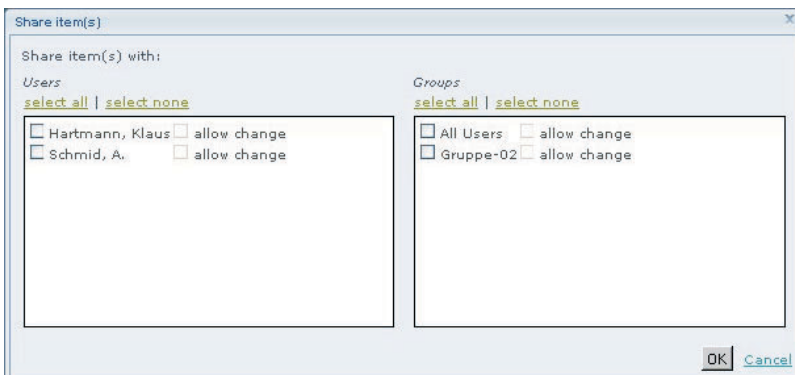 Share item(s)
X
Share item(s) with:
Users
select all | select none
Hartmann, Klaus allow change
Schmid, A. allow change
Groups
select all | select none
All Users allow change
Gruppe-02 allow change
OK Cancel